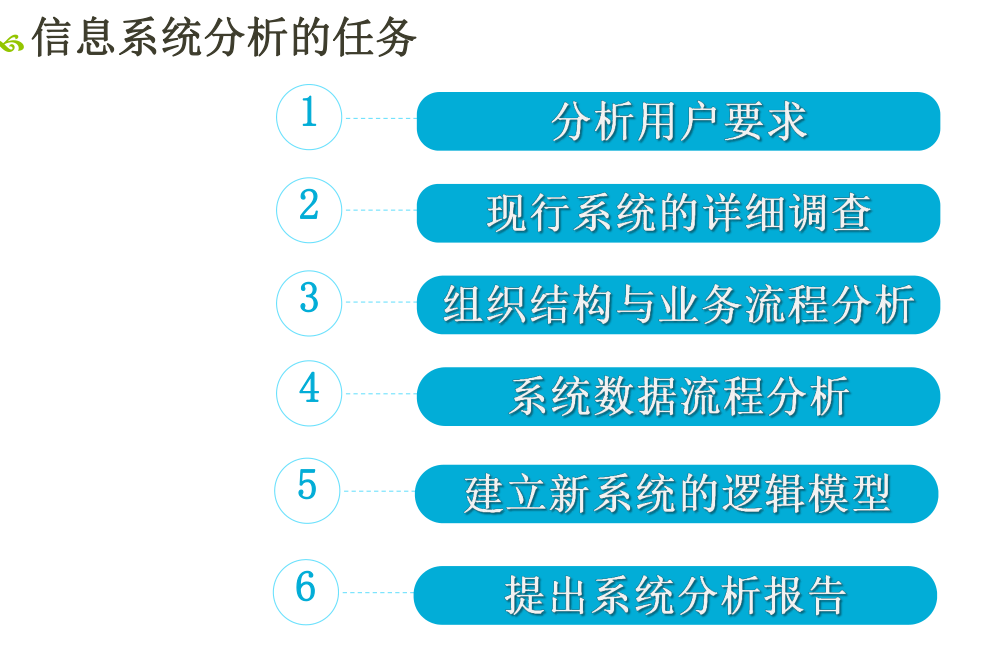 信息系统分析的任务
1 分析用户要求
2 现行系统的详细调查
3 组织结构与业务流程分析
4 系统数据流程分析
5 建立新系统的逻辑模型
6 提出系统分析报告